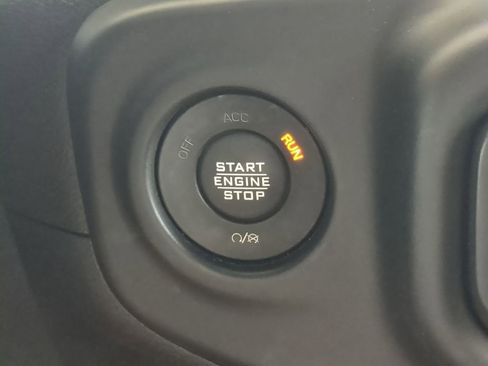 OFF
ACC
RUN
START
ENGINE
STOP